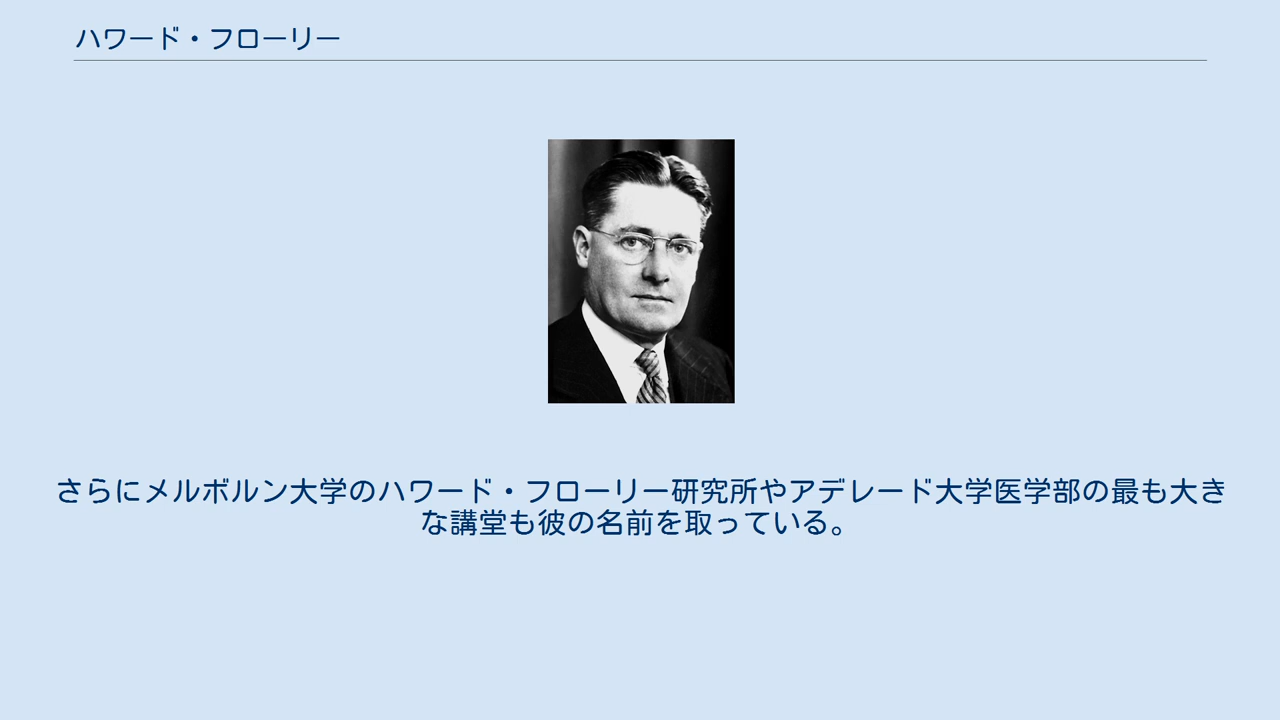 ハワード・フローリー
さらにメルボルン大学のハワード・フローリー研究所やアデレード大学医学部の最も大き
な講堂も彼の名前を取っている。